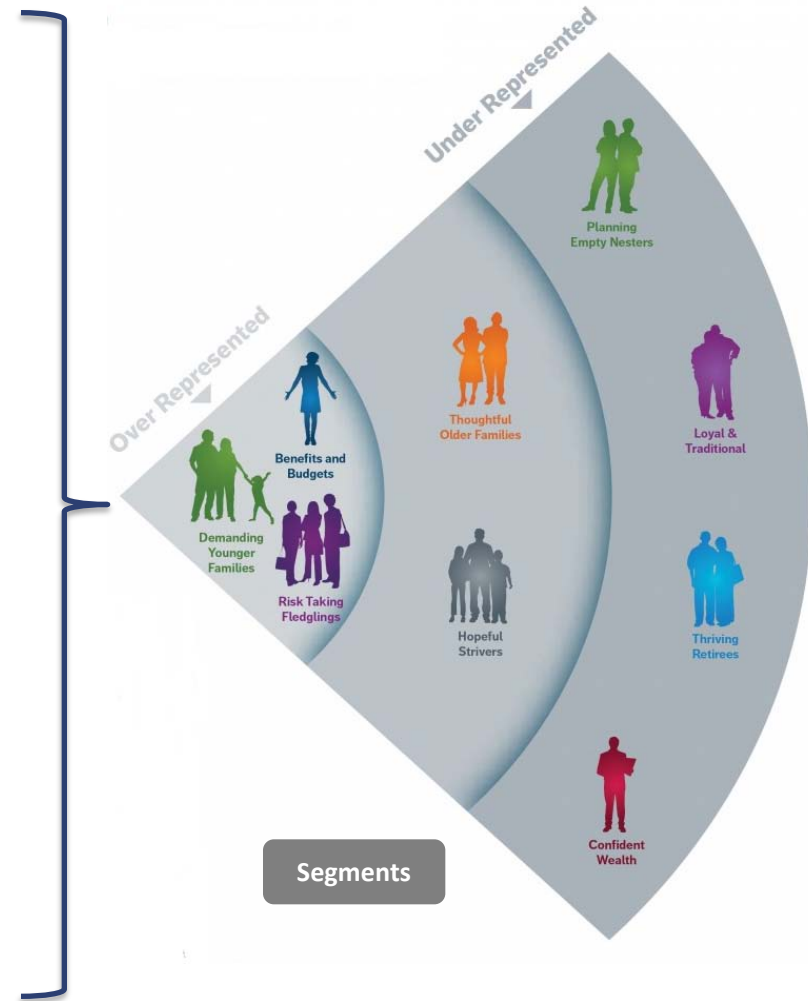 Under Represented
Planning
Empty Nesters
Over Represented
Thoughtful
Older Families
Loyal &
Traditional
Benefits and
Budgets
Demanding
Younger
Families
Risk Taking
Fledglings
Hopeful
Strivers
Thriving
Retirees
Confident
Wealth
Segments